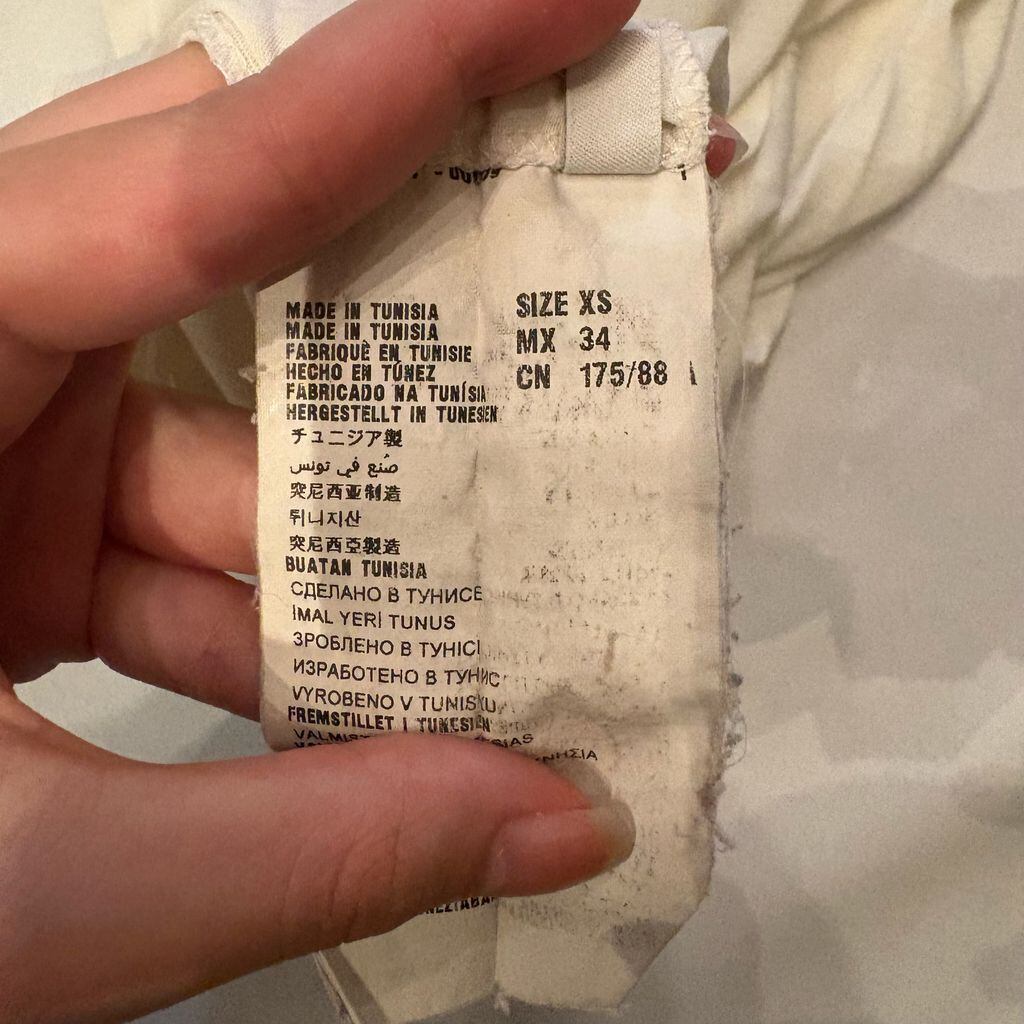 MADE IN TUNISIA
MADE IN TUNISIA
FABRIQUÈ EN TUNISIE
HECHO EN TÚNEZ
FABRICADO NA TUNÍSIA
HERGESTELLT IN TUNESIEN
チュニジア製
صُنع في تونس
突尼西亚制造
튀니지산
突尼西亞製造
BUATAN TUNISIA
СДЕЛАНО В ТУНИСЕ
İMAL YERİ TUNUS
ЗРОБЛЕНО В ТУНІСІ
ИЗРАБОТЕНО В ТУНИС
VYROBENO V TUNISKU
FREMSTILLET I TUNESIEN
SIZE XS
MX 34
CN 175/88